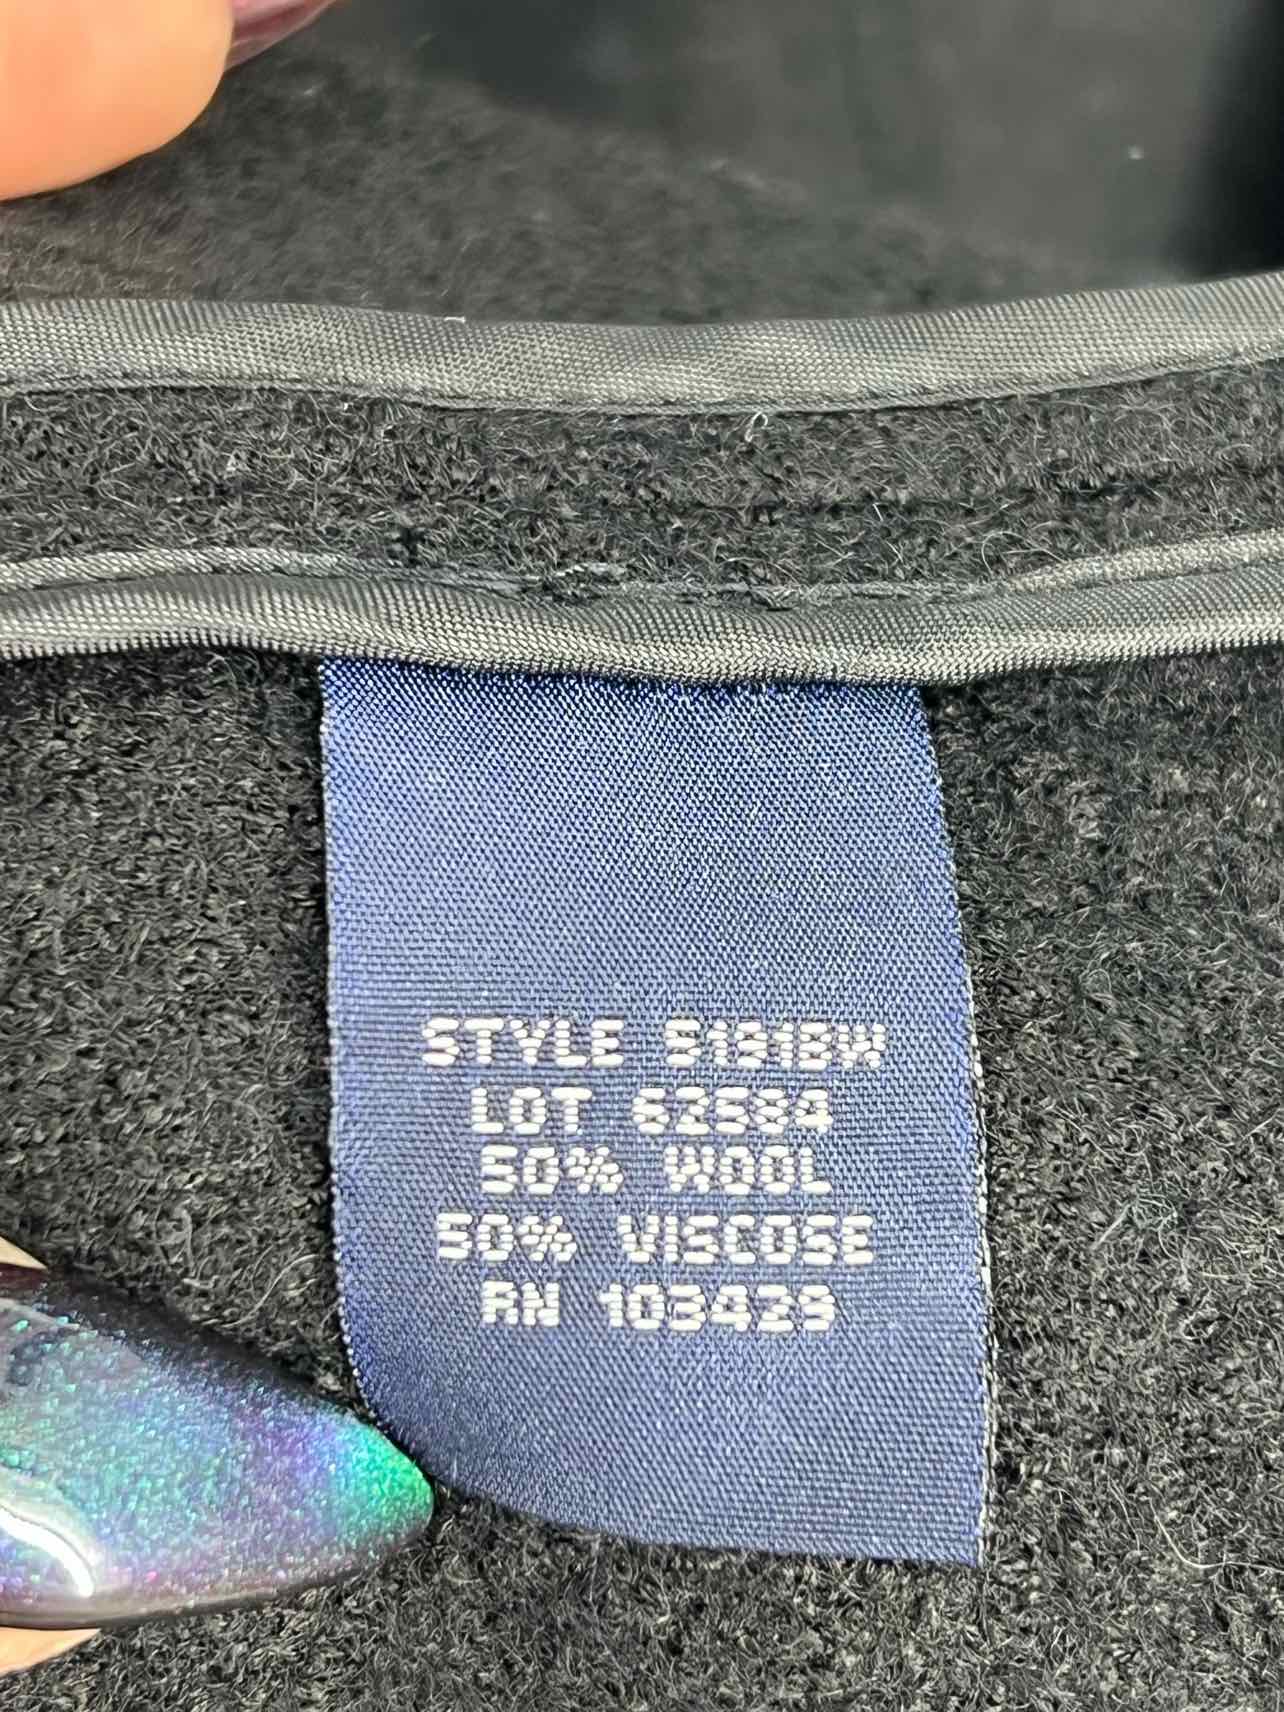 STYLE 5191BW
LOT 62584
50% WOOL
50% VISCOSE
RN 103429